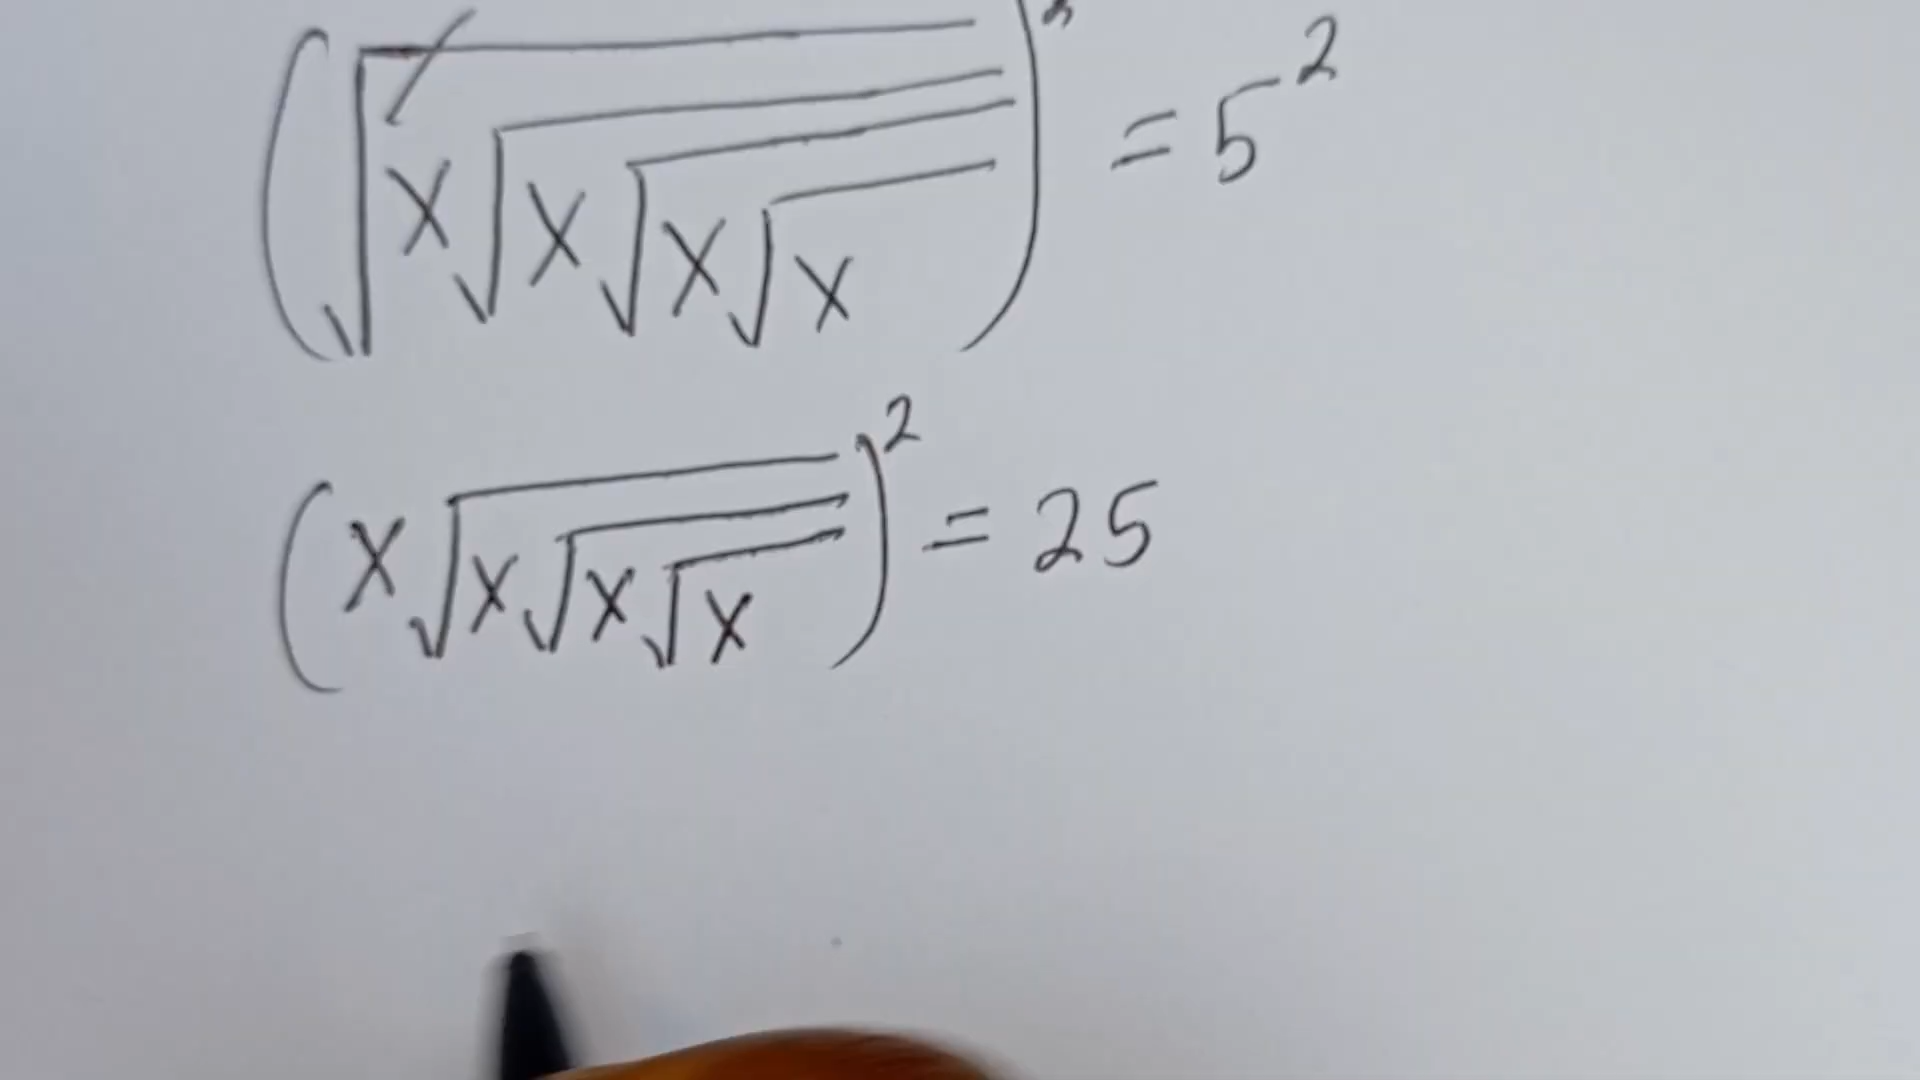 (√(x√(x√(x√x))))² = 5²
(x√(x√(x√x)))² = 25